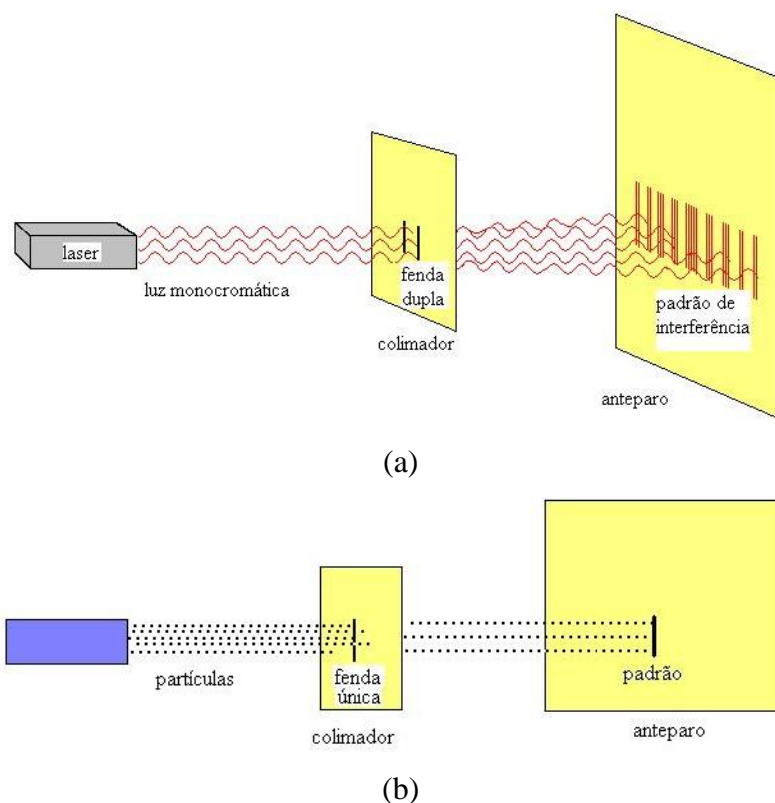 laser
luz monocromática
fenda
dupla
colimador
padrão de
interferência
anteparo
(a)
partículas
fenda
única
colimador
padrão
anteparo
(b)